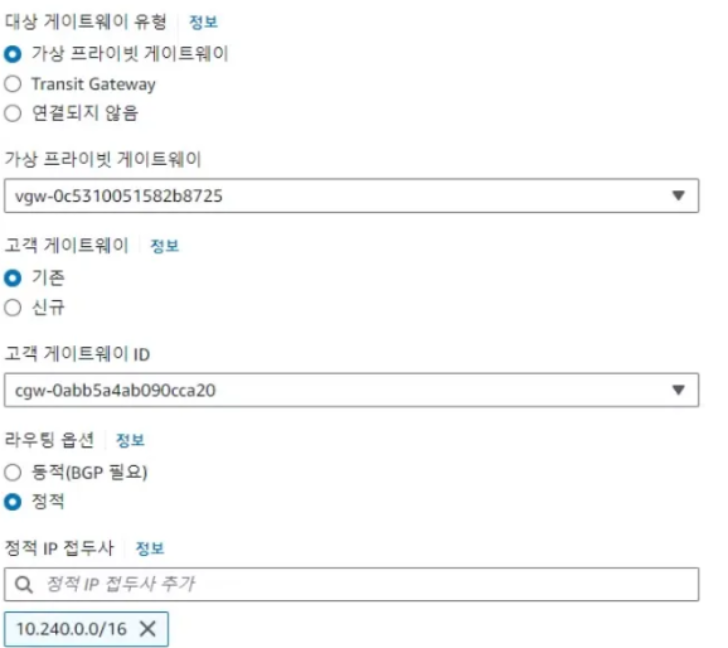 대상 게이트웨이 유형 정보
가상 프라이빗 게이트웨이
Transit Gateway
연결되지 않음
가상 프라이빗 게이트웨이
vgw-0c5310051582b8725
고객 게이트웨이 정보
기존
신규
고객 게이트웨이 ID
cgw-0abb5a4ab090cca20
라우팅 옵션 정보
동적(BGP 필요)
정적
정적 IP 접두사 정보
정적 IP 접두사 추가
10.240.0.0/16